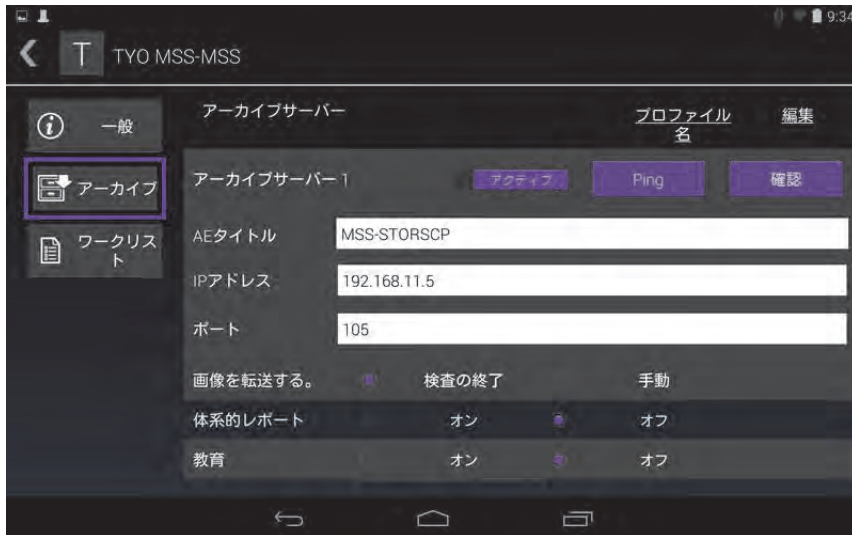 9:34
T TYO MSS-MSS
一般
アーカイブ
ワークリス
ト
アーカイブサーバー
プロファイル
名
編集
アーカイブサーバー 1
アクティブ
Ping
確認
AEタイトル
MSS-STORSCP
IPアドレス
192.168.11.5
ポート
105
画像を転送する。
検査の終了
手動
体系的レポート
オン
オフ
教育
オン
オフ